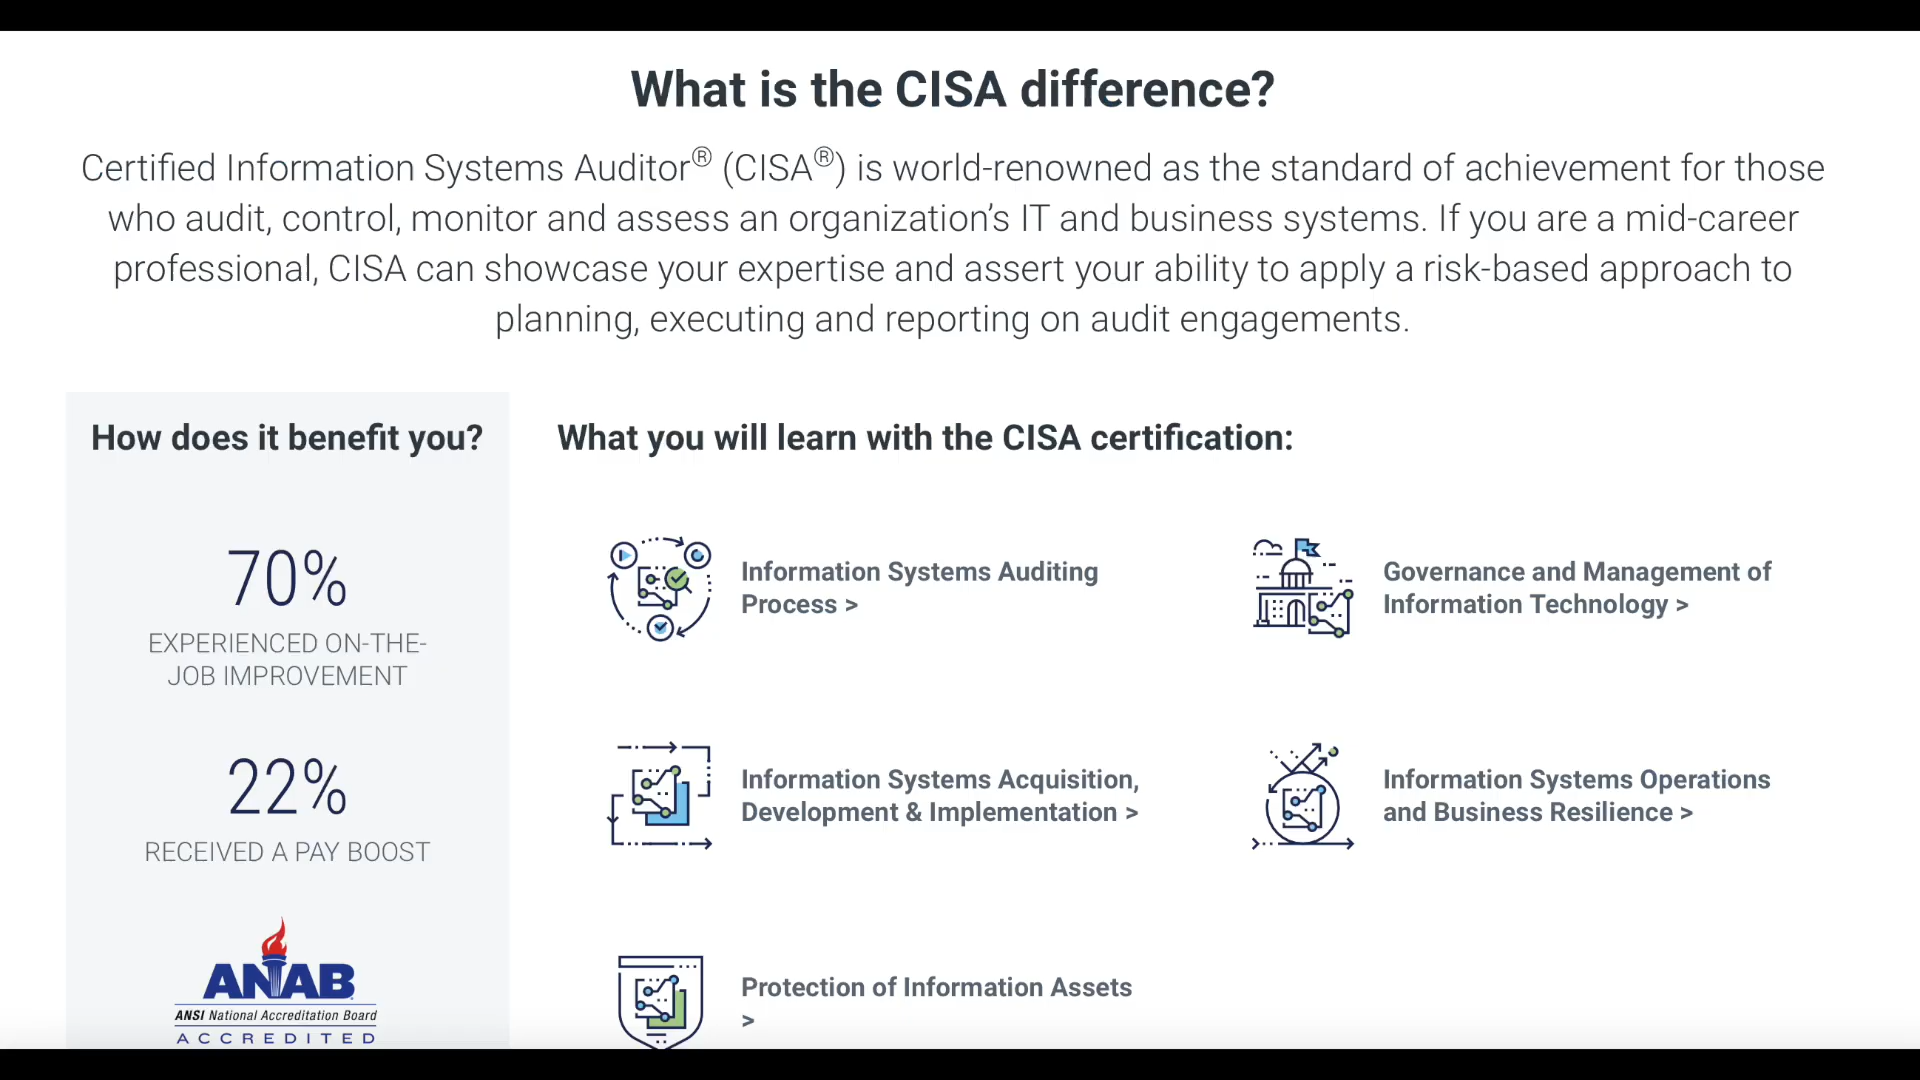 What is the CISA difference?
Certified Information Systems Auditor® (CISA®) is world-renowned as the standard of achievement for those
who audit, control, monitor and assess an organization’s IT and business systems. If you are a mid-career
professional, CISA can showcase your expertise and assert your ability to apply a risk-based approach to
planning, executing and reporting on audit engagements.
How does it benefit you?
70%
EXPERIENCED ON-THE-
JOB IMPROVEMENT
22%
RECEIVED A PAY BOOST
ANAB
ANSI National Accreditation Board
ACCREDITED
What you will learn with the CISA certification:
Information Systems Auditing
Process >
Governance and Management of
Information Technology >
Information Systems Acquisition,
Development & Implementation >
Information Systems Operations
and Business Resilience >
Protection of Information Assets
>